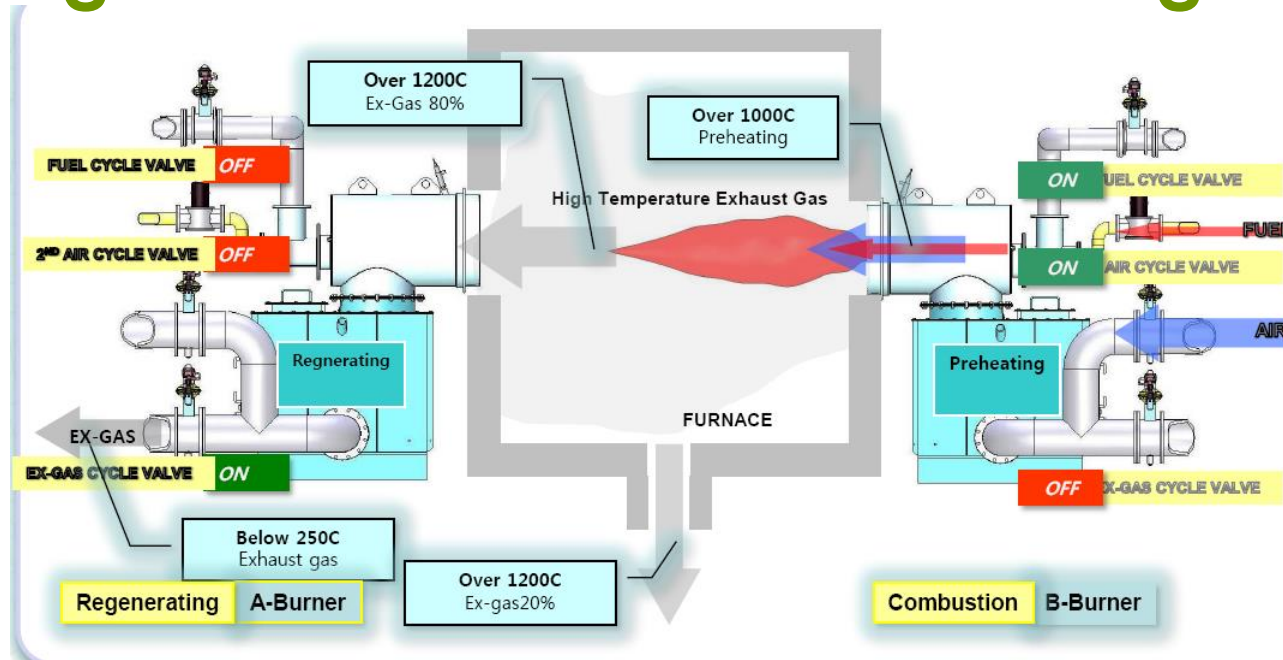 Over 1200C
Ex-Gas 80%
Over 1000C
Preheating
FUEL CYCLE VALVE OFF
ON UEL CYCLE VALVE
High Temperature Exhaust Gas
2ND AIR CYCLE VALVE OFF
FUEL
ON AIR CYCLE VALVE
AIR
Regnerating
Preheating
FURNACE
EX-GAS
EX-GAS CYCLE VALVE ON
OFF X-GAS CYCLE VALVE
Below 250C
Exhaust gas
Over 1200C
Ex-gas20%
Regenerating A-Burner
Combustion B-Burner